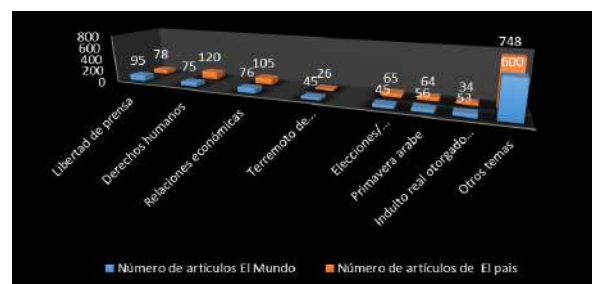 800
600
400
200
0
95 78 75 120 76 105 45 26 45 65 56 64 53 34 600 748
Libertad de prensa
Derechos humanos
Relaciones económicas
Terremoto de...
Elecciones/...
Primavera arabe
Indulto real otorgado...
Otros temas
Número de artículos El Mundo
Número de artículos de El pais